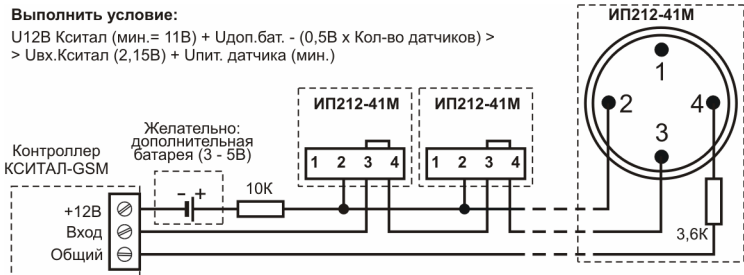 Выполнить условие:
U12В Кситал (мин.= 11В) + Uдоп.бат. - (0,5В х Кол-во датчиков) >
> Uвх.Кситал (2,15В) + Uпит. датчика (мин.)
ИП212-41М
1
2
4
3
3,6К
ИП212-41М
1 2 3 4
ИП212-41М
1 2 3 4
Желательно:
дополнительная
батарея (3 - 5В)
- +
10К
Контроллер
КСИТАЛ-GSM
+12В
Вход
Общий